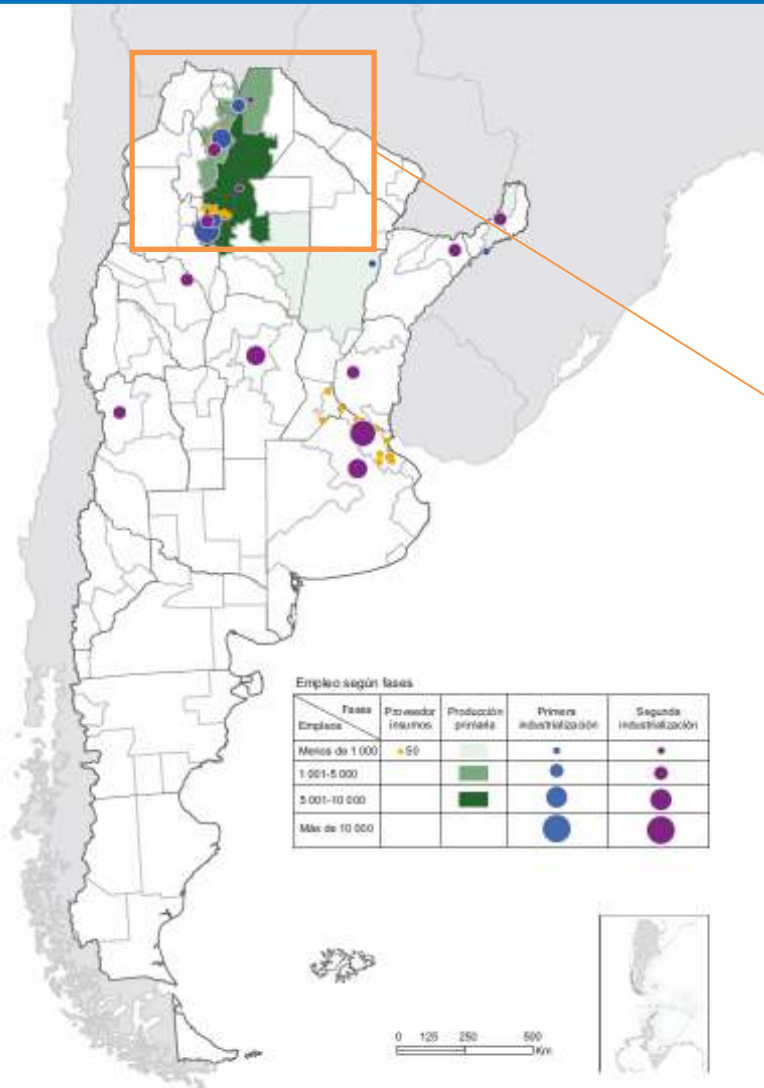 Empleo según fases
Fases
Empleos
Proveedor insumos
Producción primaria
Primera industrialización
Segunda industrialización
Menos de 1 000
50
1 001-5 000
5 001-10 000
Más de 10 000
0 125 250 500
Km